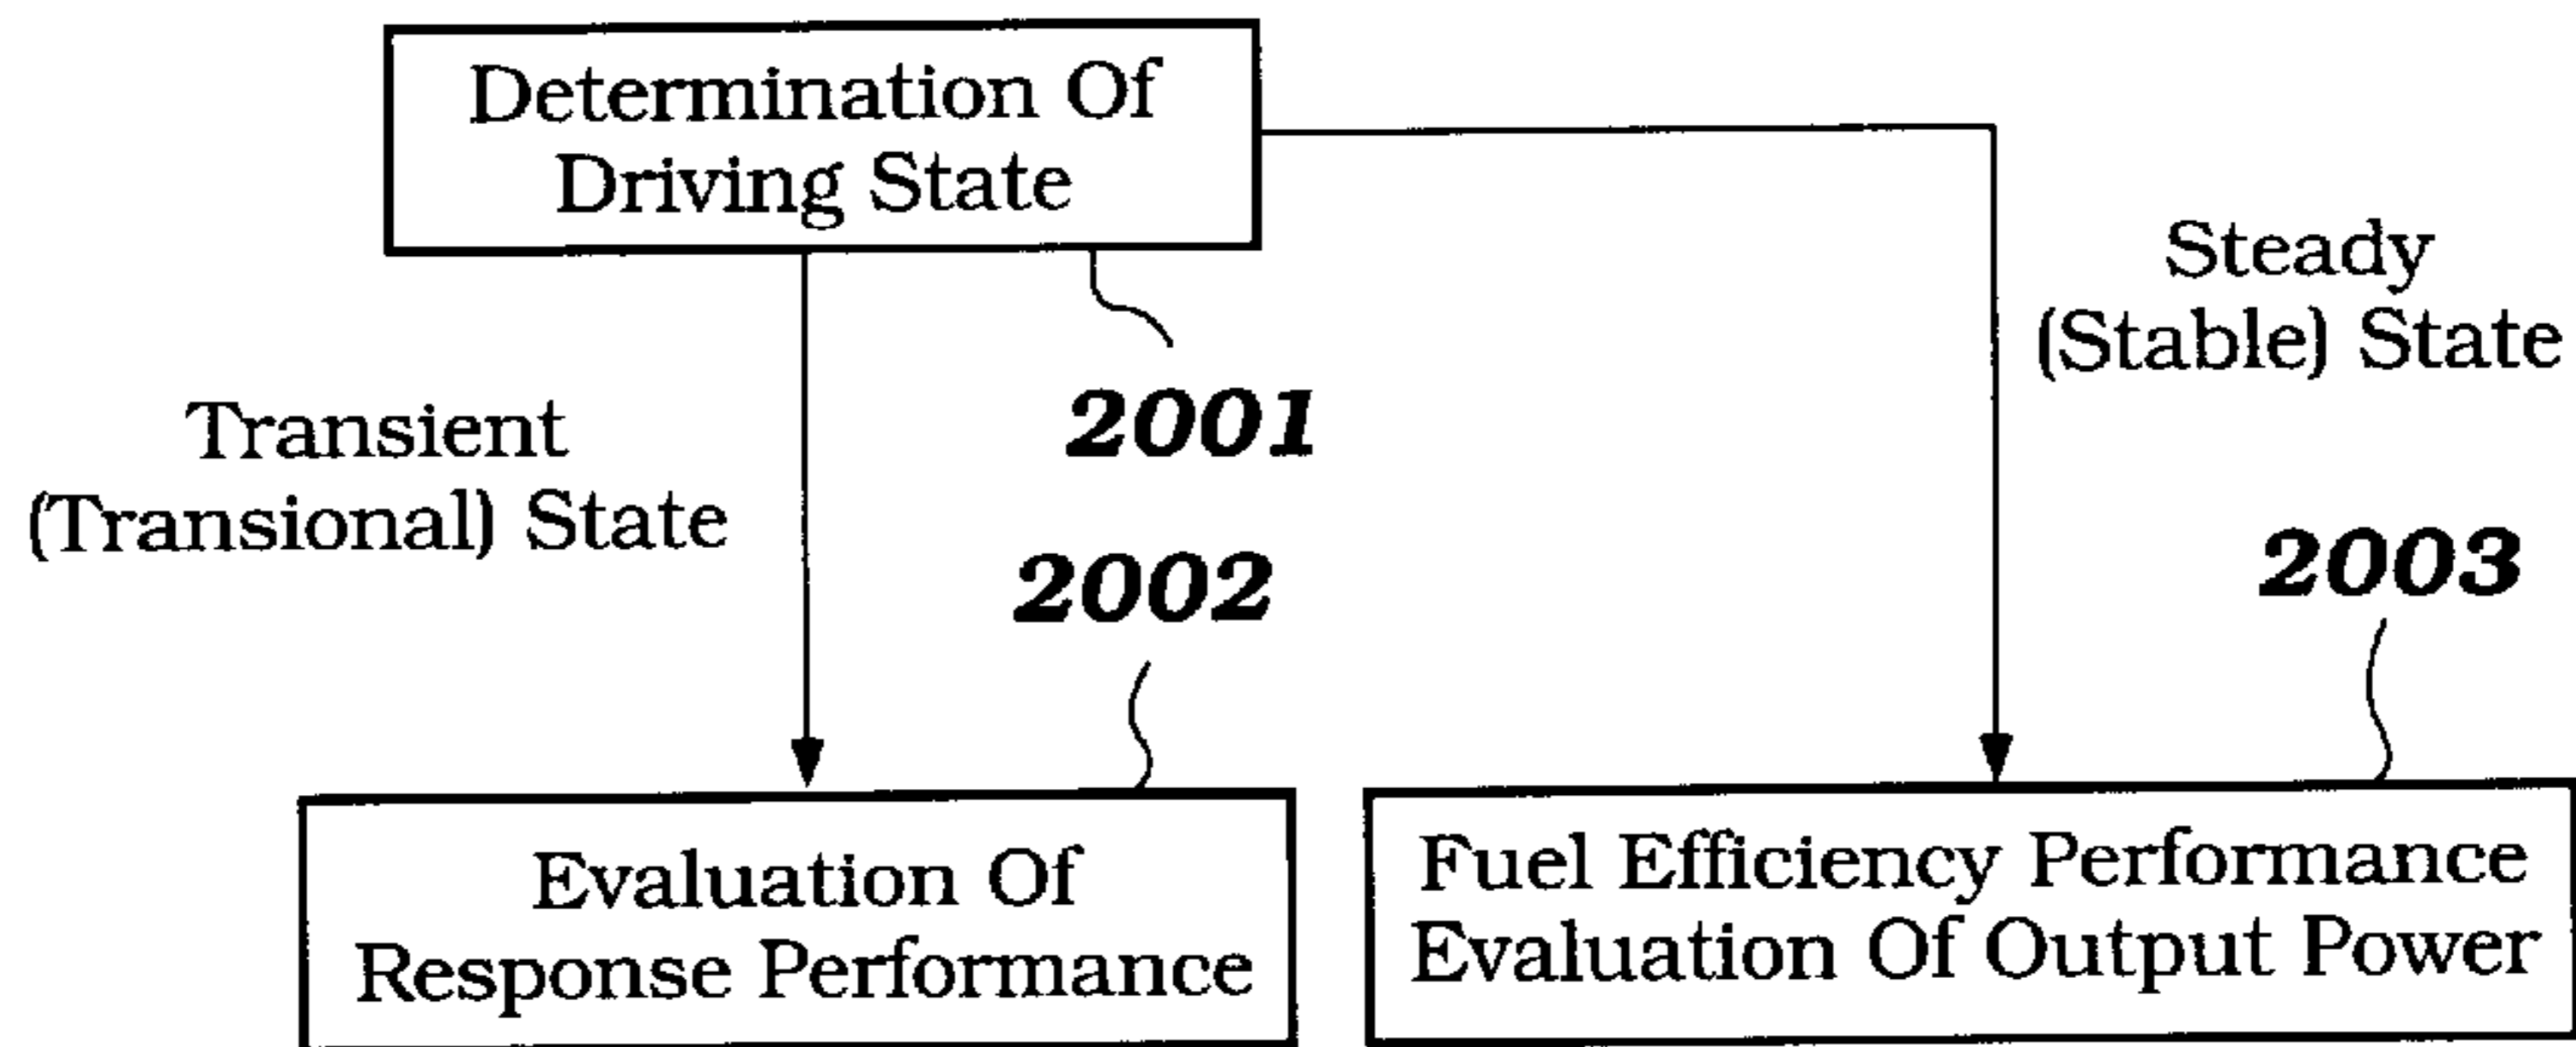 Determination Of
Driving State
Steady
(Stable) State
Transient
(Transional) State
2001
2002
2003
Evaluation Of
Response Performance
Fuel Efficiency Performance
Evaluation Of Output Power